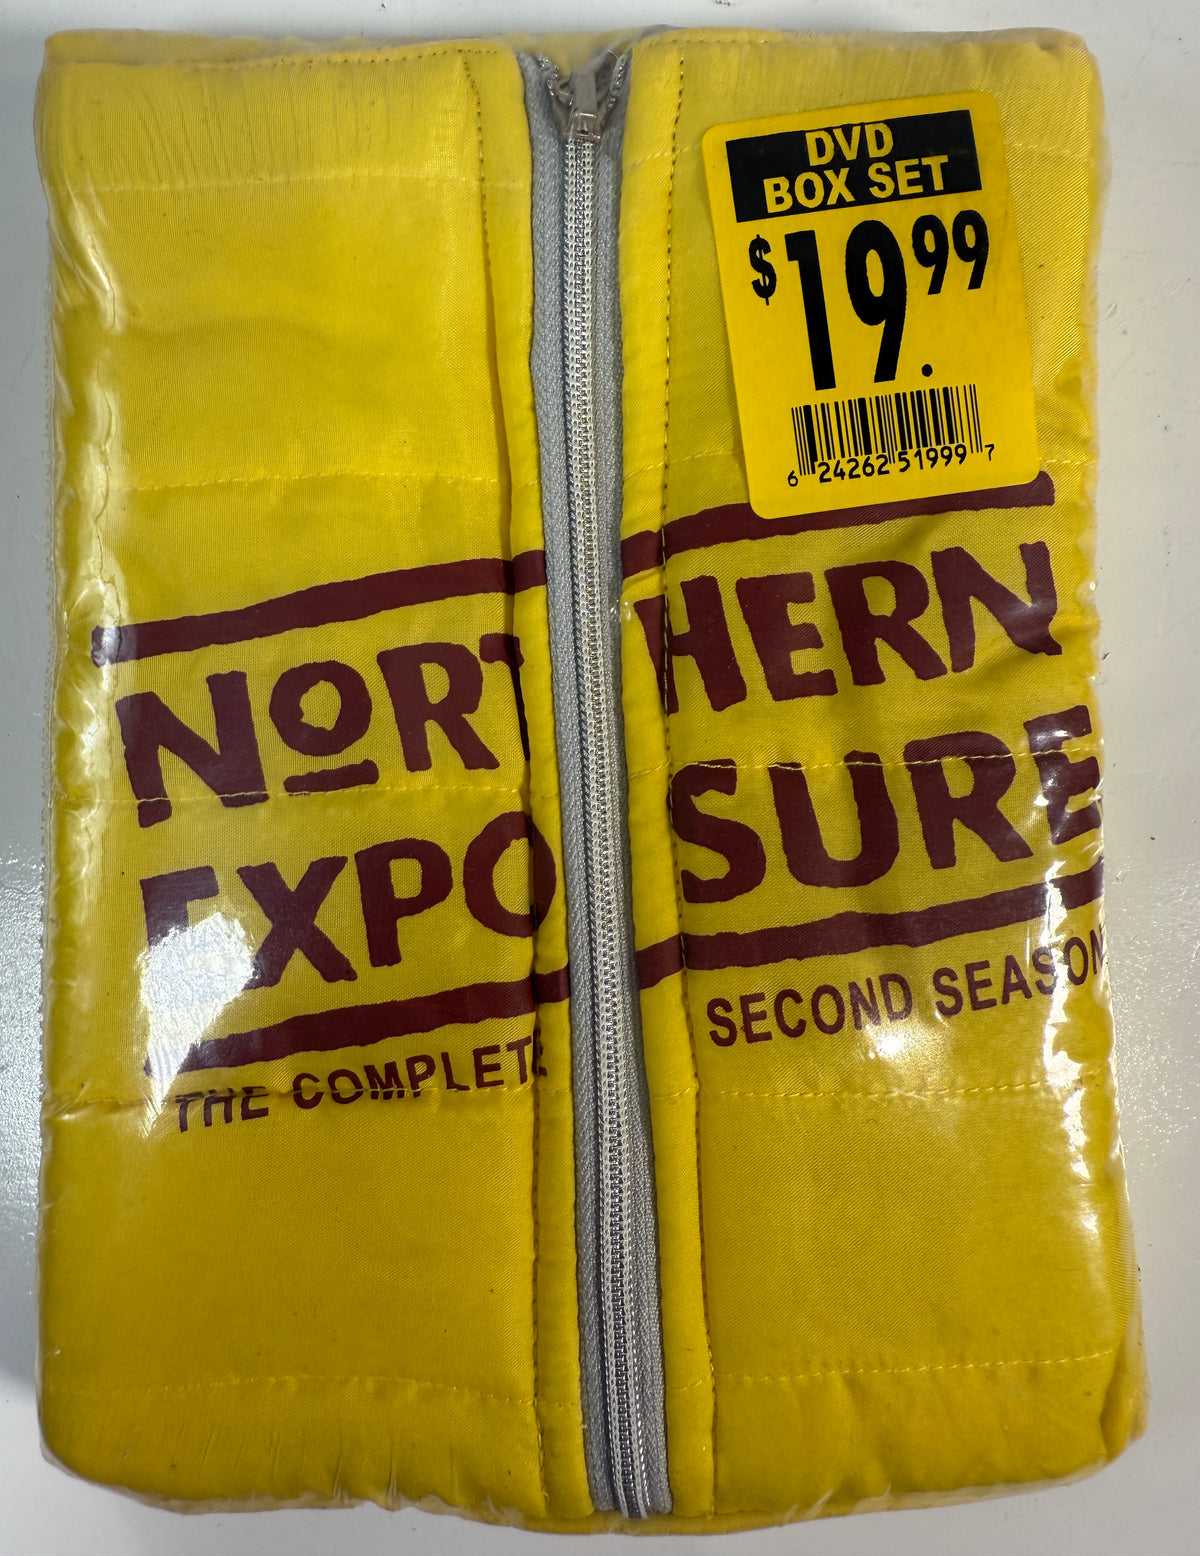 DVD
BOX SET
$19.99
6 24262 51999 7
NORTHERN
EXPOSURE
THE COMPLETE SECOND SEASON